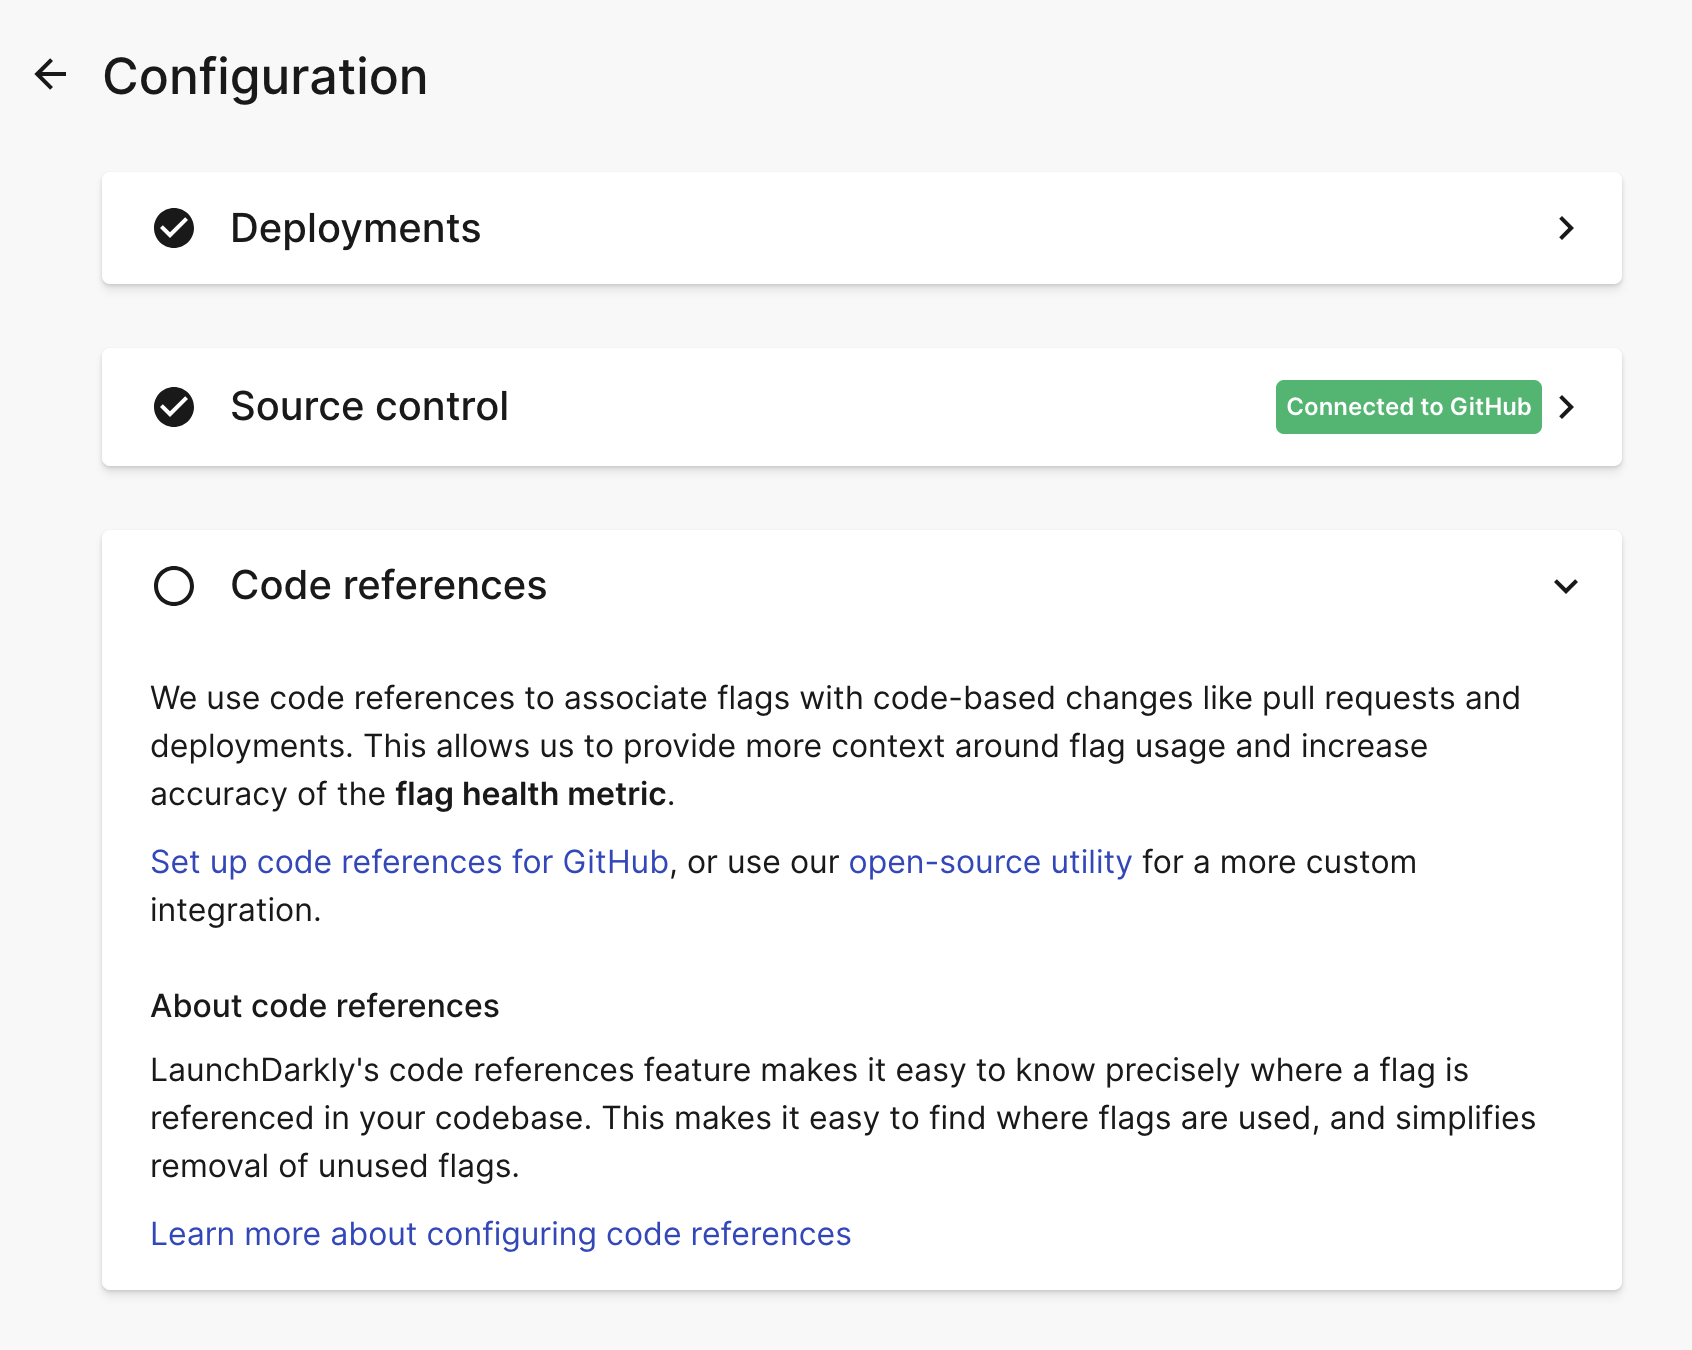 Configuration
Deployments
Source control
Connected to GitHub
Code references
We use code references to associate flags with code-based changes like pull requests and
deployments. This allows us to provide more context around flag usage and increase
accuracy of the flag health metric.
Set up code references for GitHub, or use our open-source utility for a more custom
integration.
About code references
LaunchDarkly's code references feature makes it easy to know precisely where a flag is
referenced in your codebase. This makes it easy to find where flags are used, and simplifies
removal of unused flags.
Learn more about configuring code references